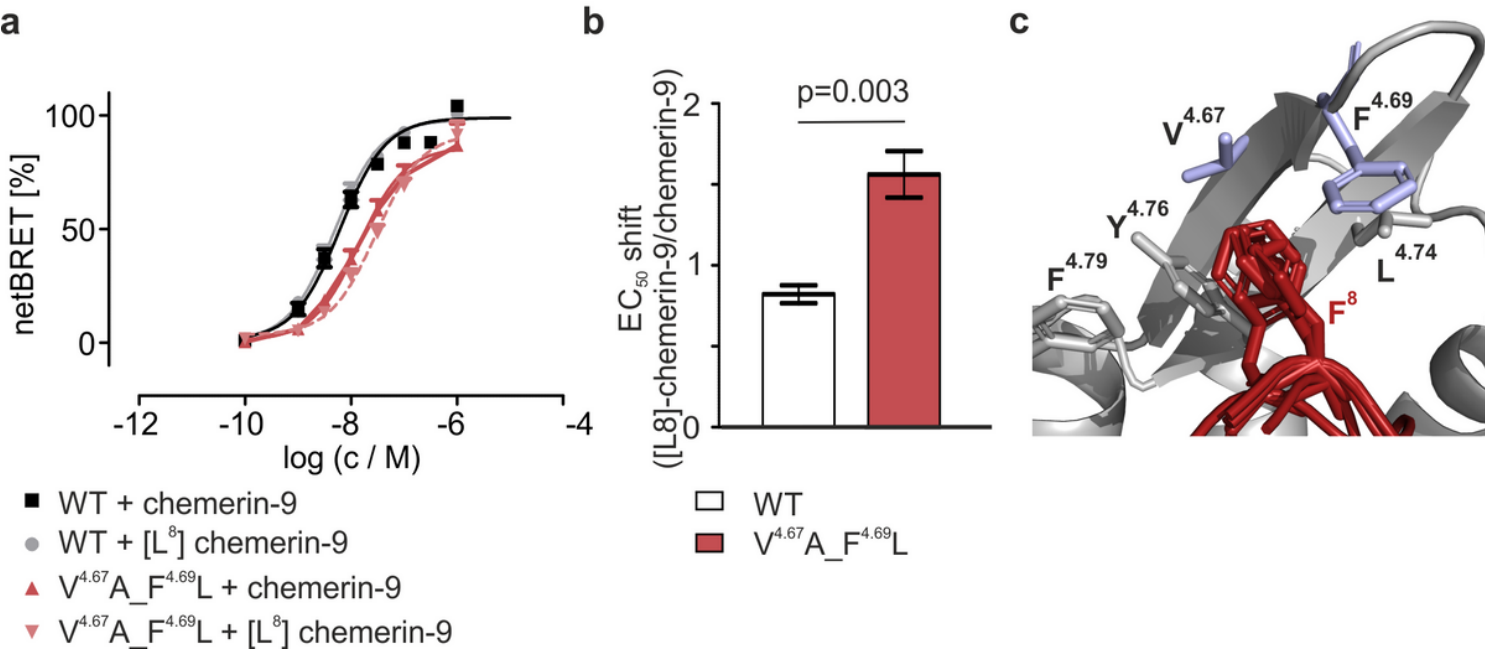 a
netBRET [%]
100
50
0
-12
-10
-8
-6
-4
log (c / M)
WT + chemerin-9
WT + [L⁸] chemerin-9
V⁴·⁶⁷A_F⁴·⁶⁹L + chemerin-9
V⁴·⁶⁷A_F⁴·⁶⁹L + [L⁸] chemerin-9
b
EC₅₀ shift
([L8]-chemerin-9/chemerin-9)
2
1
0
p=0.003
WT
V⁴·⁶⁷A_F⁴·⁶⁹L
c
V⁴·⁶⁷
F⁴·⁶⁹
Y⁴·⁷⁶
F⁴·⁷⁹
L⁴·⁷⁴
F⁸